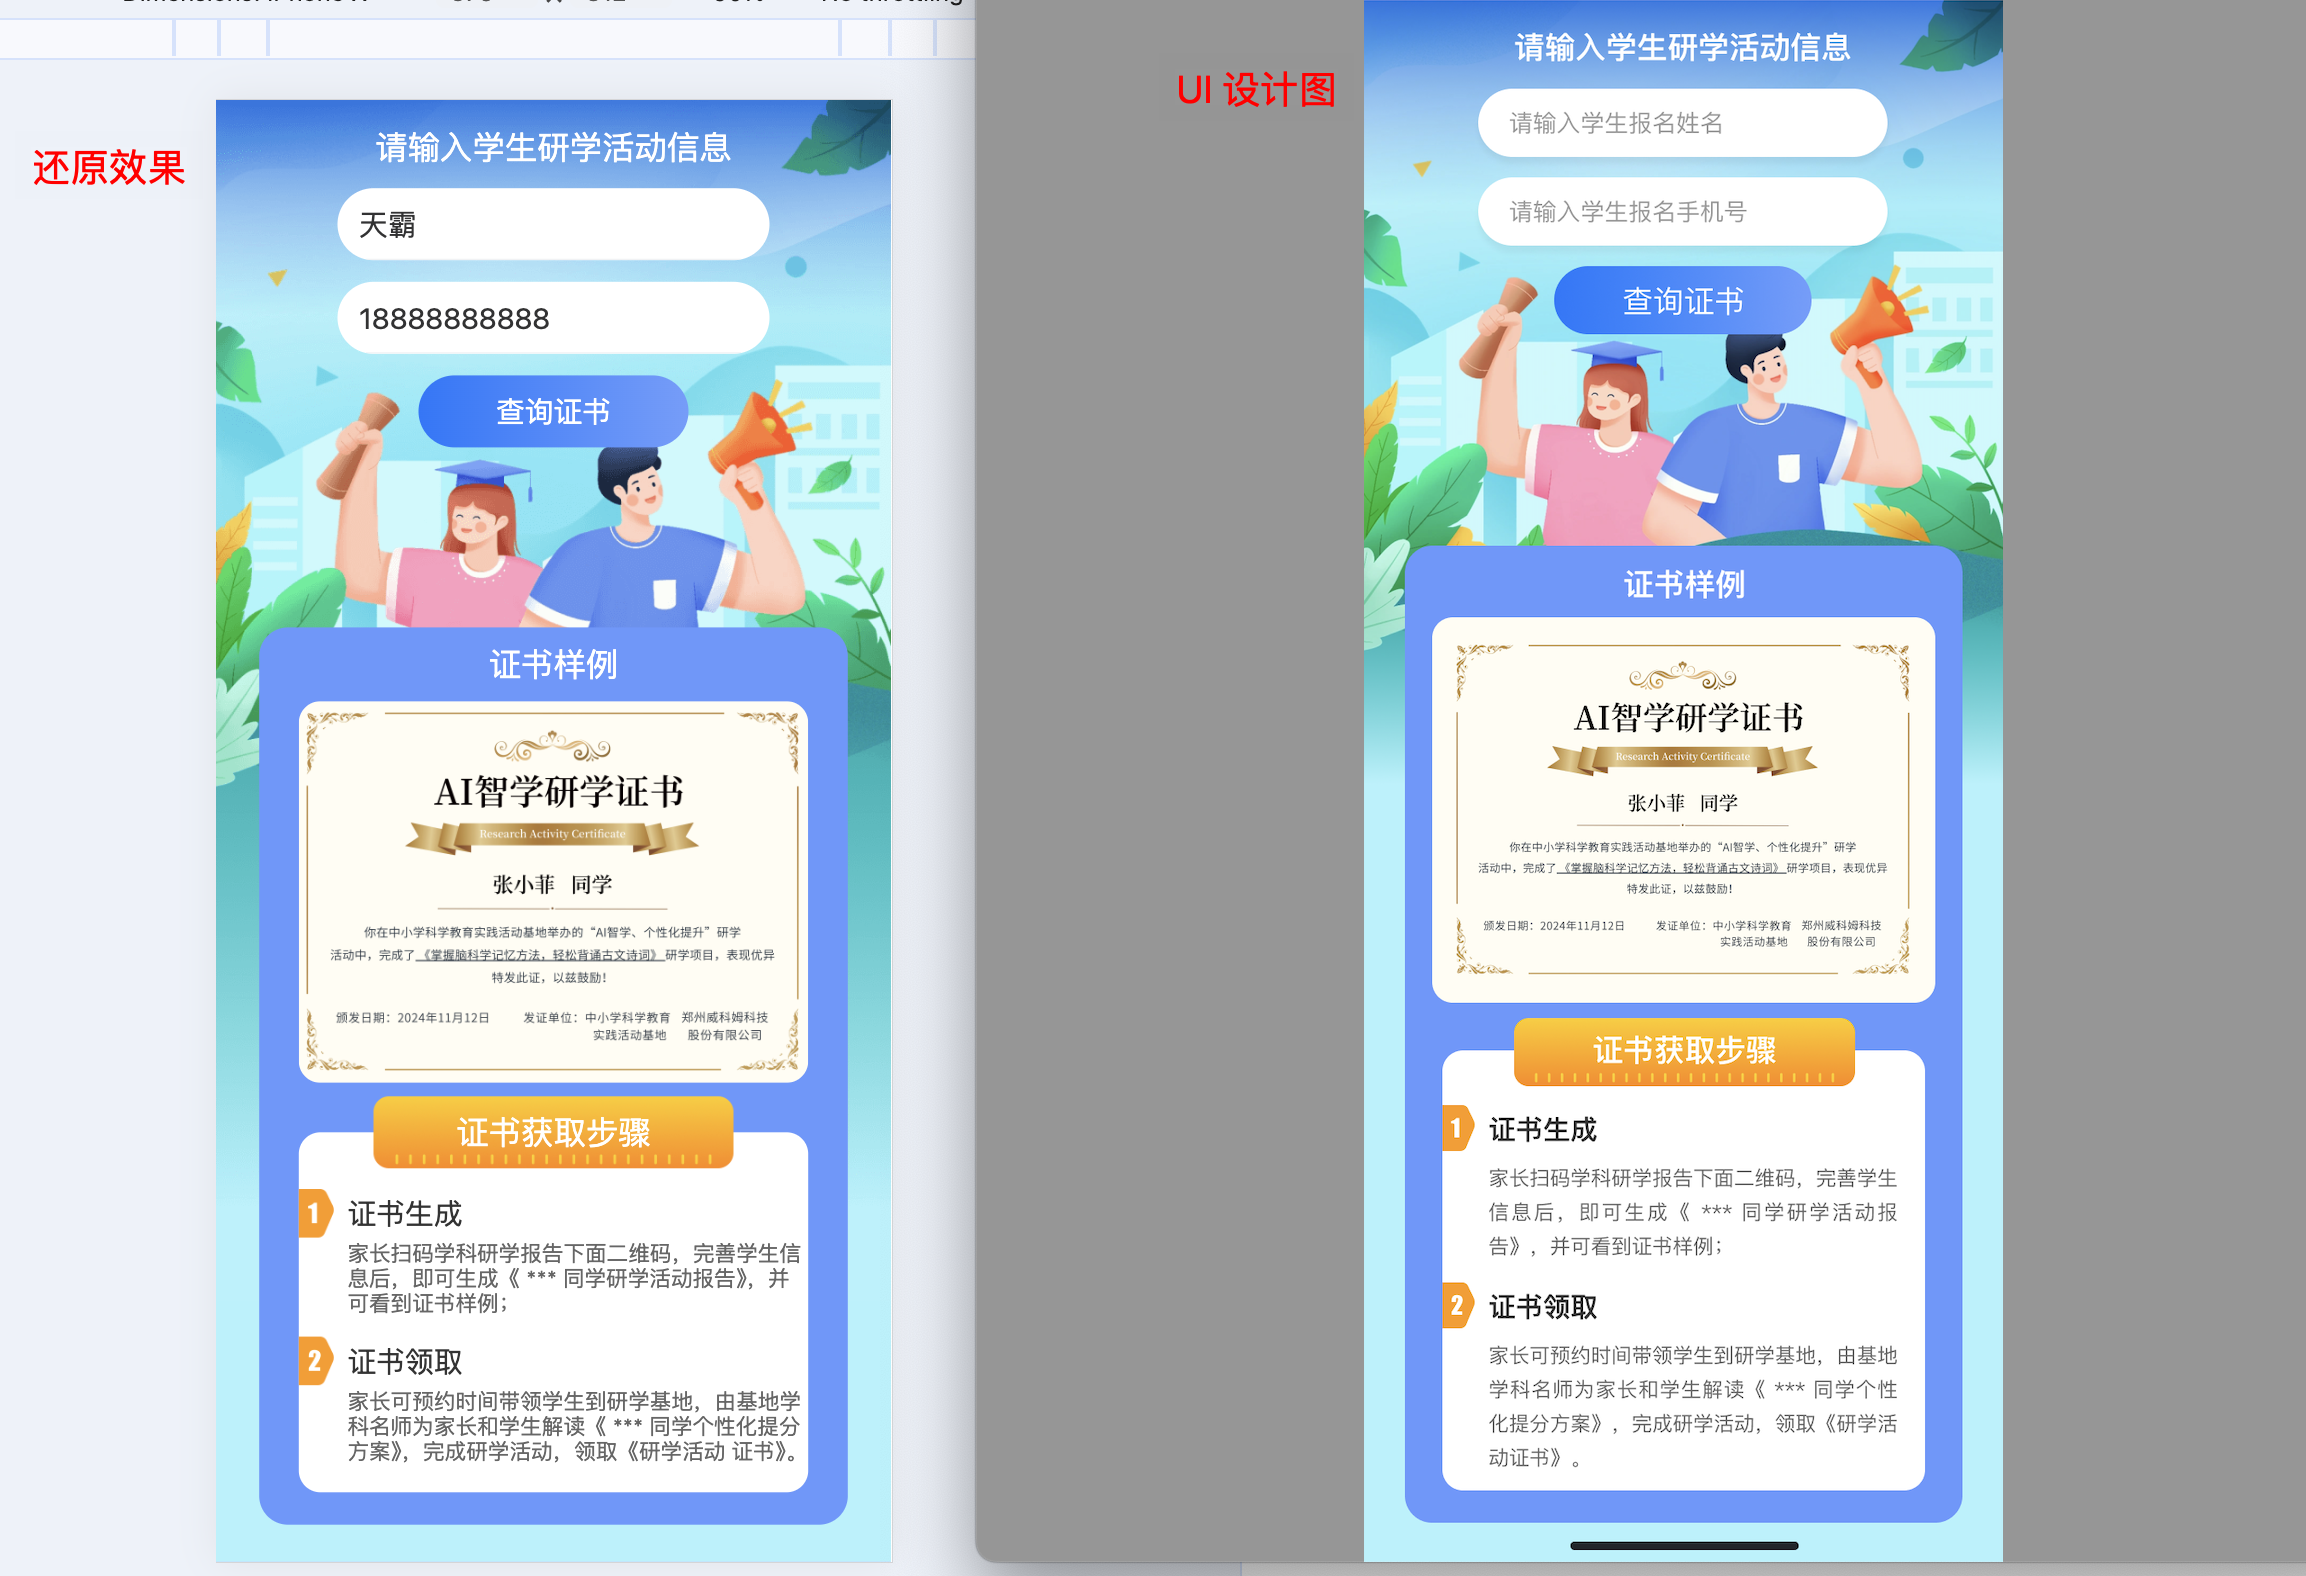 还原效果
请输入学生研学活动信息
天霸
18888888888
查询证书
证书样例
AI智学研学证书
Research Activity Certificate
张小菲 同学
你在中小学科学教育实践活动基地举办的“AI智学、个性化提升”研学
活动中，完成了《掌握脑科学记忆方法，轻松背诵古文诗词》研学项目，表现优异
特发此证，以兹鼓励！
颁发日期：2024年11月12日 发证单位：中小学科学教育 郑州威科姆科技
实践活动基地 股份有限公司
证书获取步骤
1 证书生成
家长扫码学科研学报告下面二维码，完善学生信
息后，即可生成《 *** 同学研学活动报告》，并
可看到证书样例；
2 证书领取
家长可预约时间带领学生到研学基地，由基地学
科名师为家长和学生解读《 *** 同学个性化提分
方案》，完成研学活动，领取《研学活动 证书》。
UI 设计图
请输入学生研学活动信息
请输入学生报名姓名
请输入学生报名手机号
查询证书
证书样例
AI智学研学证书
Research Activity Certificate
张小菲 同学
你在中小学科学教育实践活动基地举办的“AI智学、个性化提升”研学
活动中，完成了《掌握脑科学记忆方法，轻松背诵古文诗词》研学项目，表现优异
特发此证，以兹鼓励！
颁发日期：2024年11月12日 发证单位：中小学科学教育 郑州威科姆科技
实践活动基地 股份有限公司
证书获取步骤
1 证书生成
家长扫码学科研学报告下面二维码，完善学生
信息后，即可生成《 *** 同学研学活动报
告》，并可看到证书样例；
2 证书领取
家长可预约时间带领学生到研学基地，由基地
学科名师为家长和学生解读《 *** 同学个性
化提分方案》，完成研学活动，领取《研学活
动证书》。